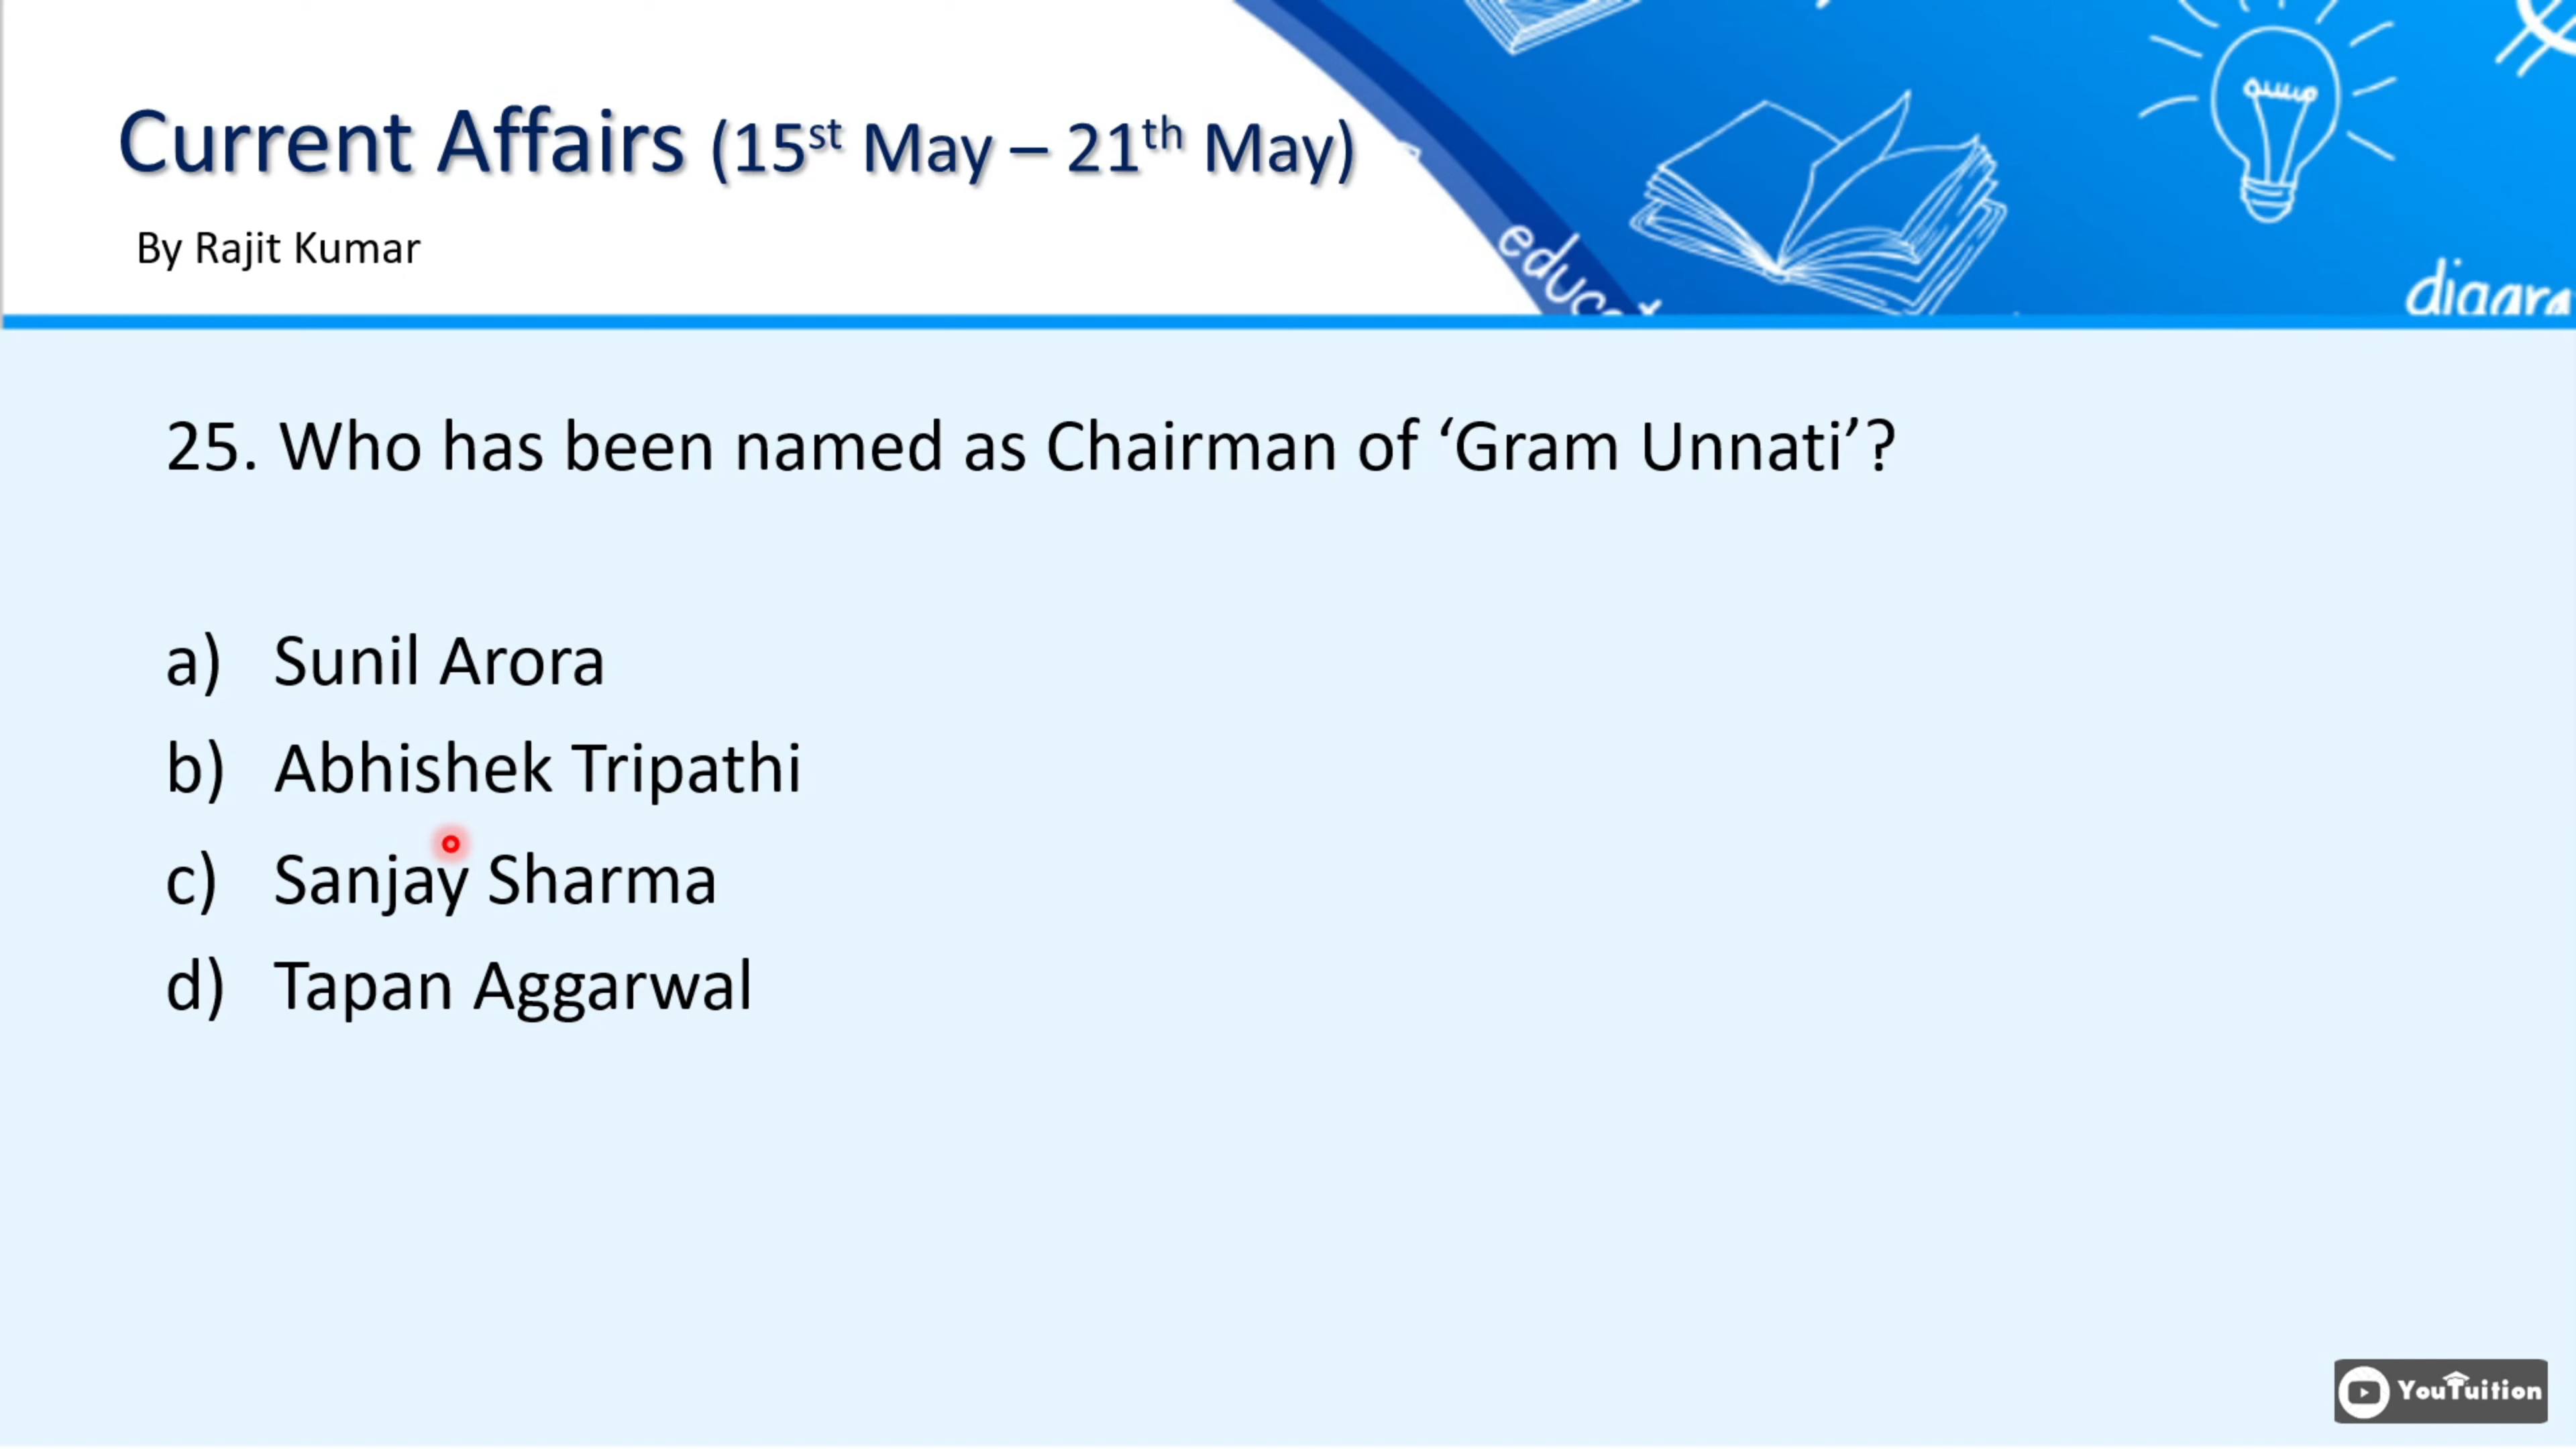 Current Affairs (15st May – 21th May)
By Rajit Kumar
25. Who has been named as Chairman of ‘Gram Unnati’?
a) Sunil Arora
b) Abhishek Tripathi
c) Sanjay Sharma
d) Tapan Aggarwal
YouTuition